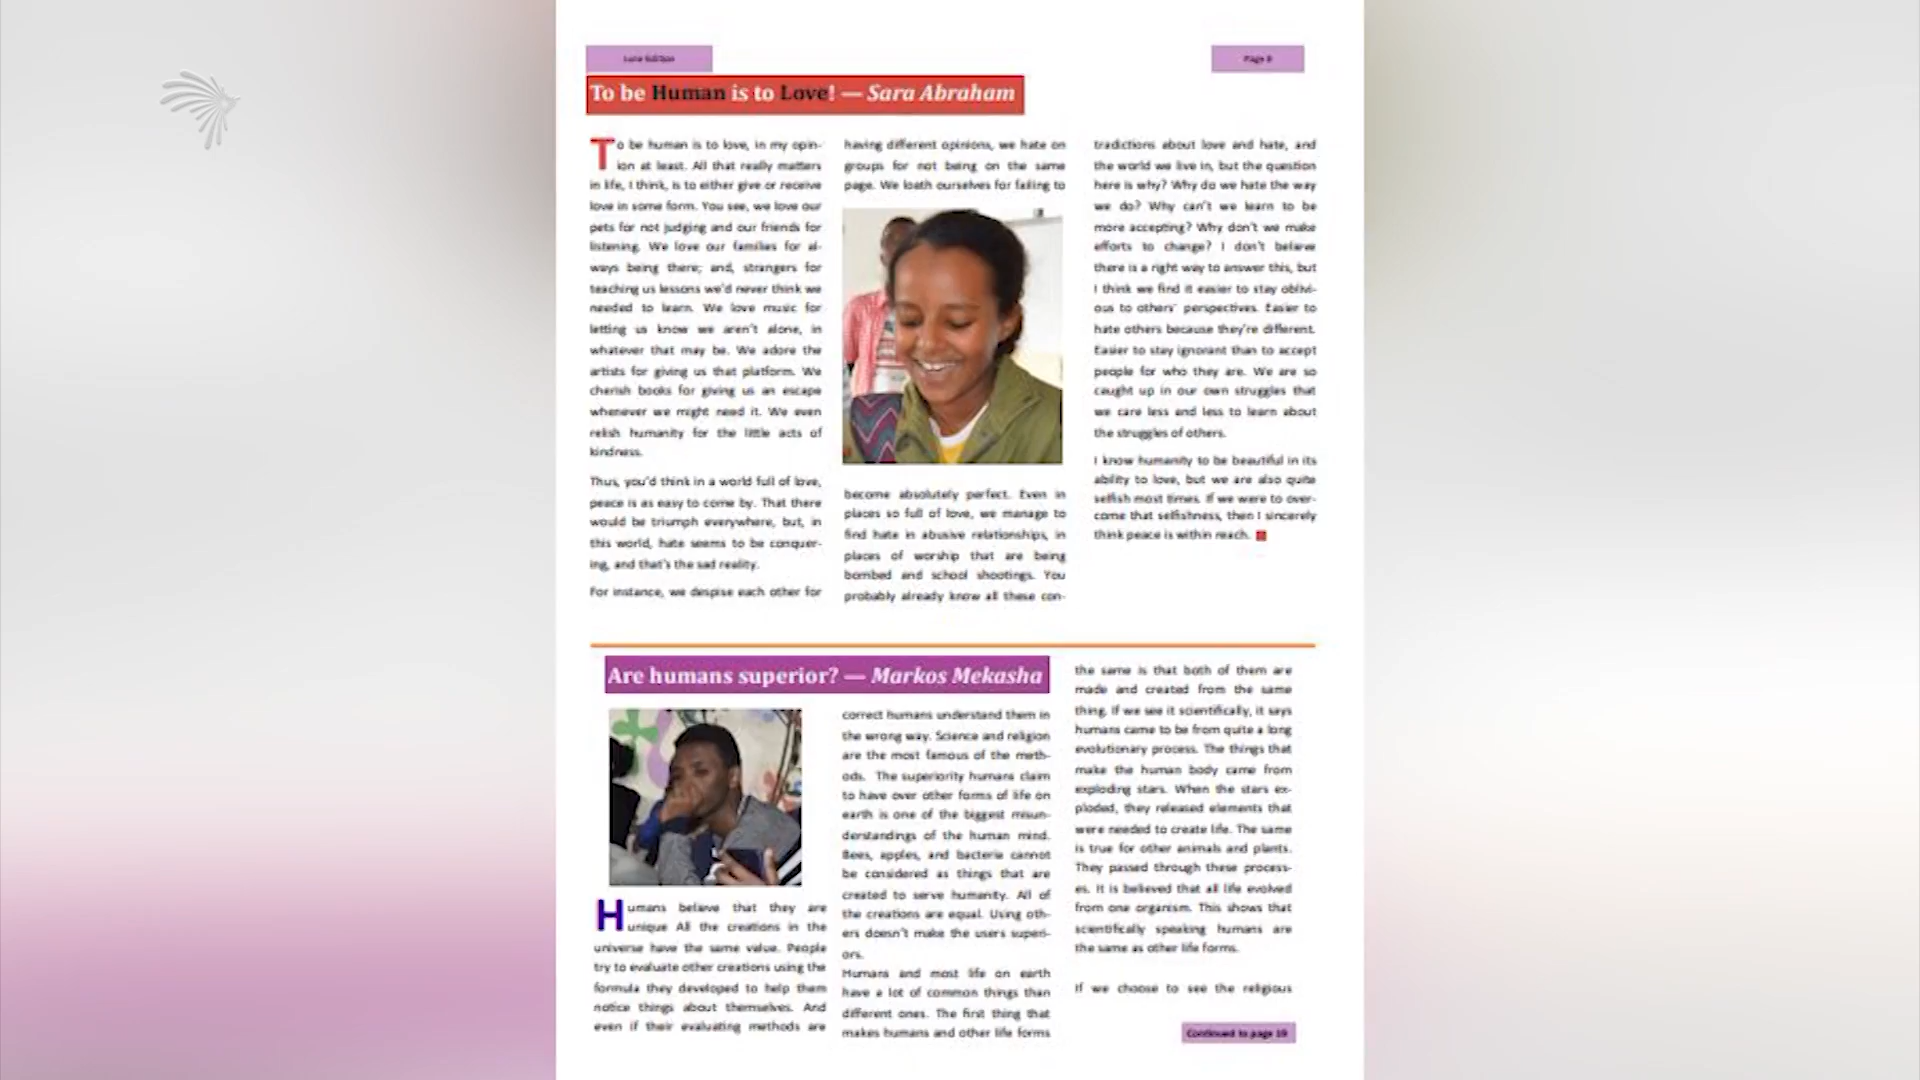 June Edition
Page 9
To be Human is to Love! — Sara Abraham
To be human is to love, in my opin-
ion at least. All that really matters
in life, I think, is to either give or receive
love in some form. You see, we love our
pets for not judging and our friends for
listening. We love our families for al-
ways being there; and, strangers for
teaching us lessons we'd never think we
needed to learn. We love music for
letting us know we aren't alone, in
whatever that may be. We adore the
artists for giving us that platform. We
cherish books for giving us an escape
whenever we might need it. We even
relish humanity for the little acts of
kindness.
Thus, you'd think in a world full of love,
peace is as easy to come by. That there
would be triumph everywhere, but, in
this world, hate seems to be conquer-
ing, and that's the sad reality.
For instance, we despise each other for
having different opinions, we hate on
groups for not being on the same
page. We loath ourselves for failing to
become absolutely perfect. Even in
places so full of love, we manage to
find hate in abusive relationships, in
places of worship that are being
bombed and school shootings. You
probably already know all these con-
tradictions about love and hate, and
the world we live in, but the question
here is why? Why do we hate the way
we do? Why can't we learn to be
more accepting? Why don't we make
efforts to change? I don't believe
there is a right way to answer this, but
I think we find it easier to stay oblivi-
ous to others' perspectives. Easier to
hate others because they're different.
Easier to stay ignorant than to accept
people for who they are. We are so
caught up in our own struggles that
we care less and less to learn about
the struggles of others.
I know humanity to be beautiful in its
ability to love, but we are also quite
selfish most times. If we were to over-
come that selfishness, then I sincerely
think peace is within reach.
Are humans superior? — Markos Mekasha
Humans believe that they are
unique All the creations in the
universe have the same value. People
try to evaluate other creations using the
formula they developed to help them
notice things about themselves. And
even if their evaluating methods are
correct humans understand them in
the wrong way. Science and religion
are the most famous of the meth-
ods. The superiority humans claim
to have over other forms of life on
earth is one of the biggest misun-
derstandings of the human mind.
Bees, apples, and bacteria cannot
be considered as things that are
created to serve humanity. All of
the creations are equal. Using oth-
ers doesn't make the users superi-
ors.
Humans and most life on earth
have a lot of common things than
different ones. The first thing that
makes humans and other life forms
the same is that both of them are
made and created from the same
thing. If we see it scientifically, it says
humans came to be from quite a long
evolutionary process. The things that
make the human body came from
exploding stars. When the stars ex-
ploded, they released elements that
were needed to create life. The same
is true for other animals and plants.
They passed through these process-
es. It is believed that all life evolved
from one organism. This shows that
scientifically speaking humans are
the same as other life forms.
If we choose to see the religious
Continued to page 19